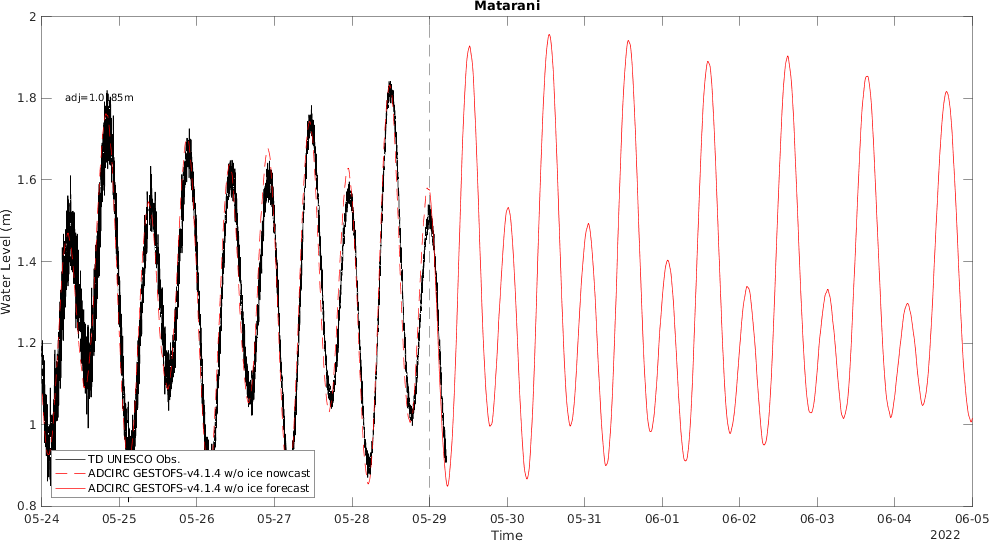 Matarani
2
1.8
1.6
1.4
1.2
1
0.8
Water Level (m)
adj=1.0 85m
TD UNESCO Obs.
ADCIRC GESTOFS-v4.1.4 w/o ice nowcast
ADCIRC GESTOFS-v4.1.4 w/o ice forecast
05-24 05-25 05-26 05-27 05-28 05-29 05-30 05-31 06-01 06-02 06-03 06-04 06-05
Time
2022